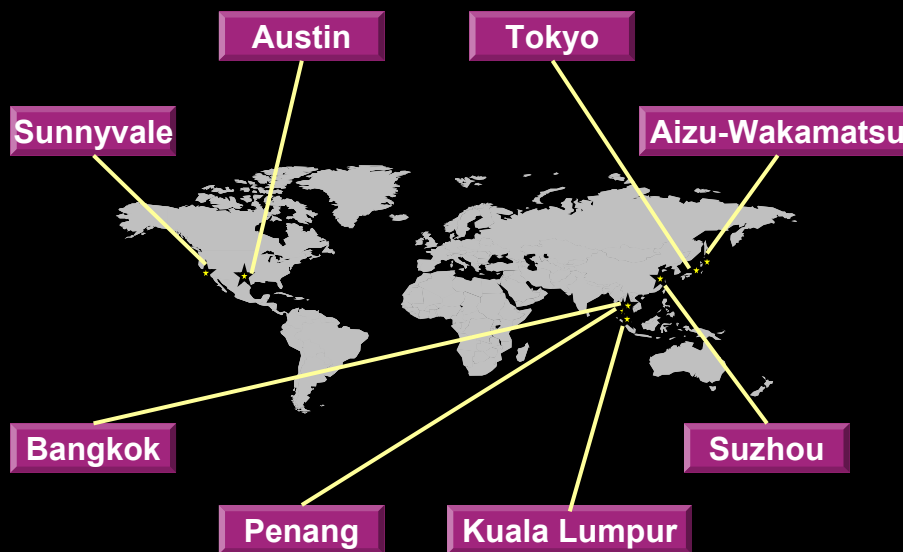 Austin
Tokyo
Sunnyvale
Aizu-Wakamatsu
Bangkok
Suzhou
Penang
Kuala Lumpur